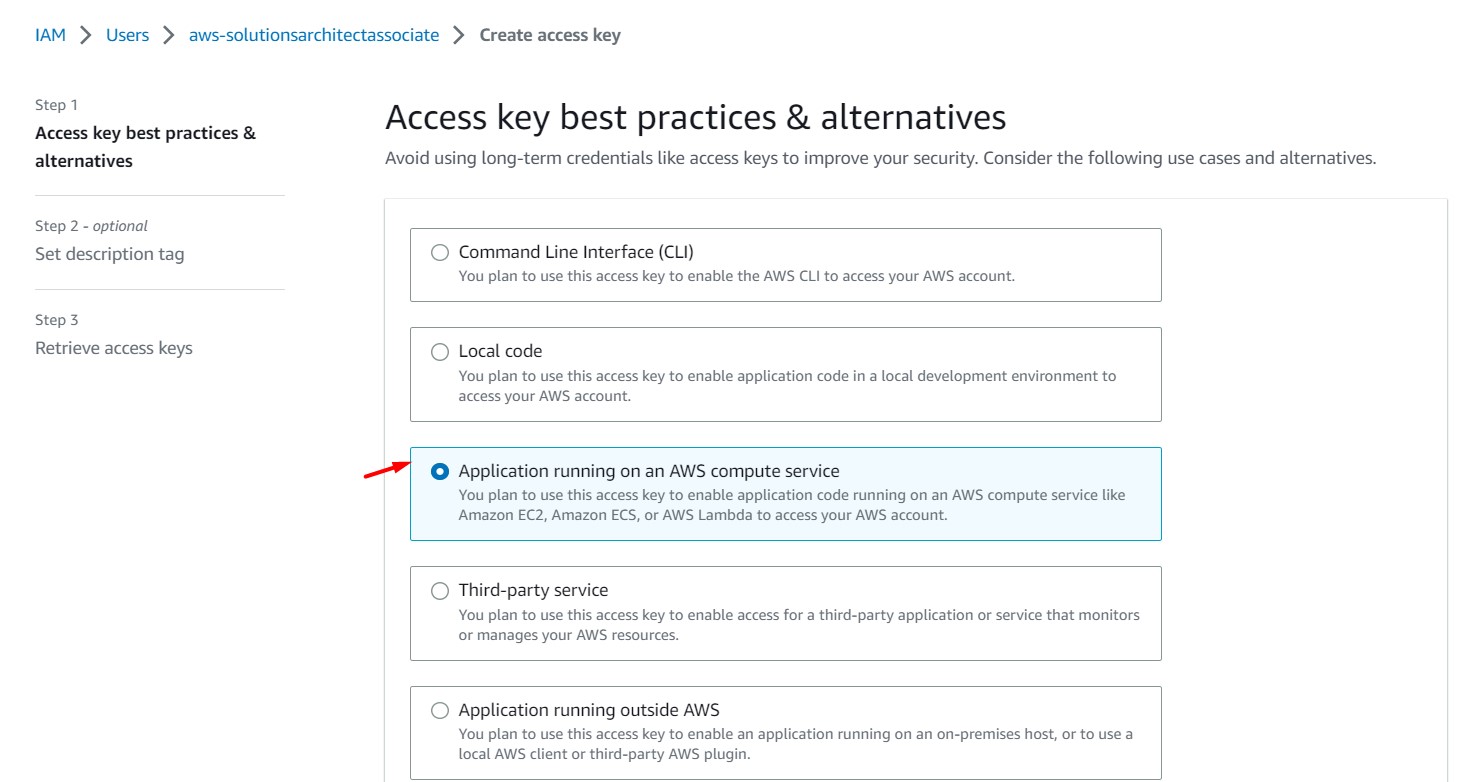 IAM > Users > aws-solutionsarchitectassociate > Create access key
Step 1
Access key best practices &
alternatives
Step 2 - optional
Set description tag
Step 3
Retrieve access keys
Access key best practices & alternatives
Avoid using long-term credentials like access keys to improve your security. Consider the following use cases and alternatives.
Command Line Interface (CLI)
You plan to use this access key to enable the AWS CLI to access your AWS account.
Local code
You plan to use this access key to enable application code in a local development environment to
access your AWS account.
Application running on an AWS compute service
You plan to use this access key to enable application code running on an AWS compute service like
Amazon EC2, Amazon ECS, or AWS Lambda to access your AWS account.
Third-party service
You plan to use this access key to enable access for a third-party application or service that monitors
or manages your AWS resources.
Application running outside AWS
You plan to use this access key to enable an application running on an on-premises host, or to use a
local AWS client or third-party AWS plugin.